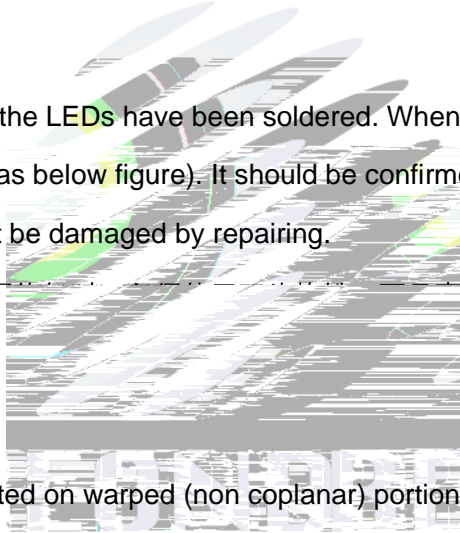 the LEDs have been soldered. When
as below figure). It should be confirm
be damaged by repairing.
ted on warped (non coplanar) portion